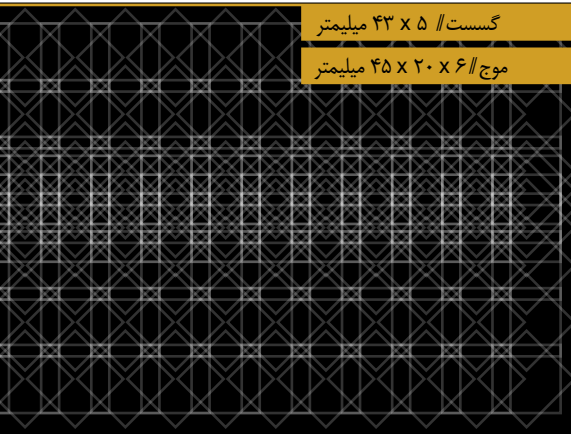 گسست// ۵ x ۴۳ میلیمتر
موج//۶ x ۲۰ x ۴۵ میلیمتر